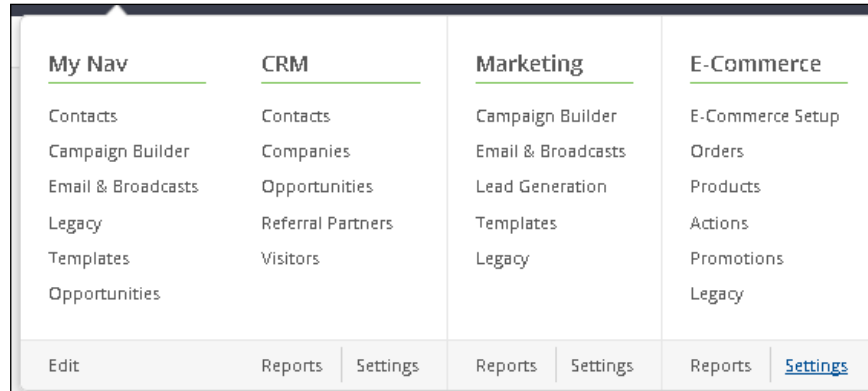 My Nav
Contacts
Campaign Builder
Email & Broadcasts
Legacy
Templates
Opportunities
Edit
CRM
Contacts
Companies
Opportunities
Referral Partners
Visitors
Reports
Settings
Marketing
Campaign Builder
Email & Broadcasts
Lead Generation
Templates
Legacy
Reports
Settings
E-Commerce
E-Commerce Setup
Orders
Products
Actions
Promotions
Legacy
Reports
Settings